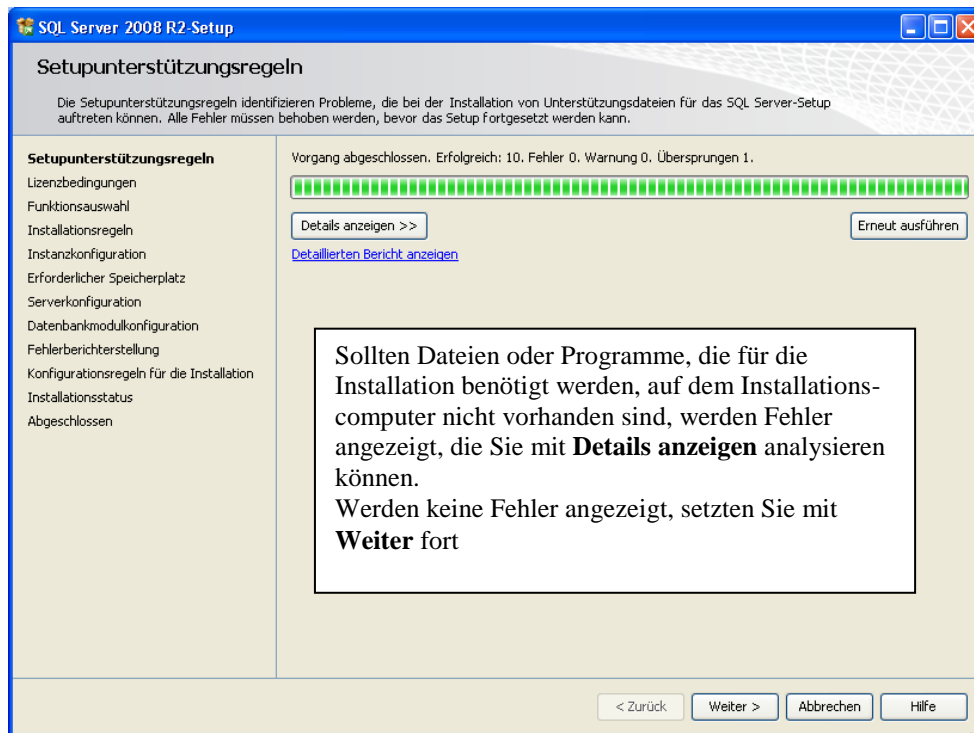 SQL Server 2008 R2-Setup
Setupunterstützungsregeln
Die Setupunterstützungsregeln identifizieren Probleme, die bei der Installation von Unterstützungsdateien für das SQL Server-Setup
auftreten können. Alle Fehler müssen behoben werden, bevor das Setup fortgesetzt werden kann.
Setupunterstützungsregeln
Lizenzbedingungen
Funktionsauswahl
Installationsregeln
Instanzkonfiguration
Erforderlicher Speicherplatz
Serverkonfiguration
Datenbankmodulkonfiguration
Fehlerberichterstellung
Konfigurationsregeln für die Installation
Installationsstatus
Abgeschlossen
Vorgang abgeschlossen. Erfolgreich: 10. Fehler 0. Warnung 0. Übersprungen 1.
Details anzeigen >>
Erneut ausführen
Detaillierten Bericht anzeigen
Sollten Dateien oder Programme, die für die
Installation benötigt werden, auf dem Installations-
computer nicht vorhanden sind, werden Fehler
angezeigt, die Sie mit Details anzeigen analysieren
können.
Werden keine Fehler angezeigt, setzten Sie mit
Weiter fort
< Zurück
Weiter >
Abbrechen
Hilfe